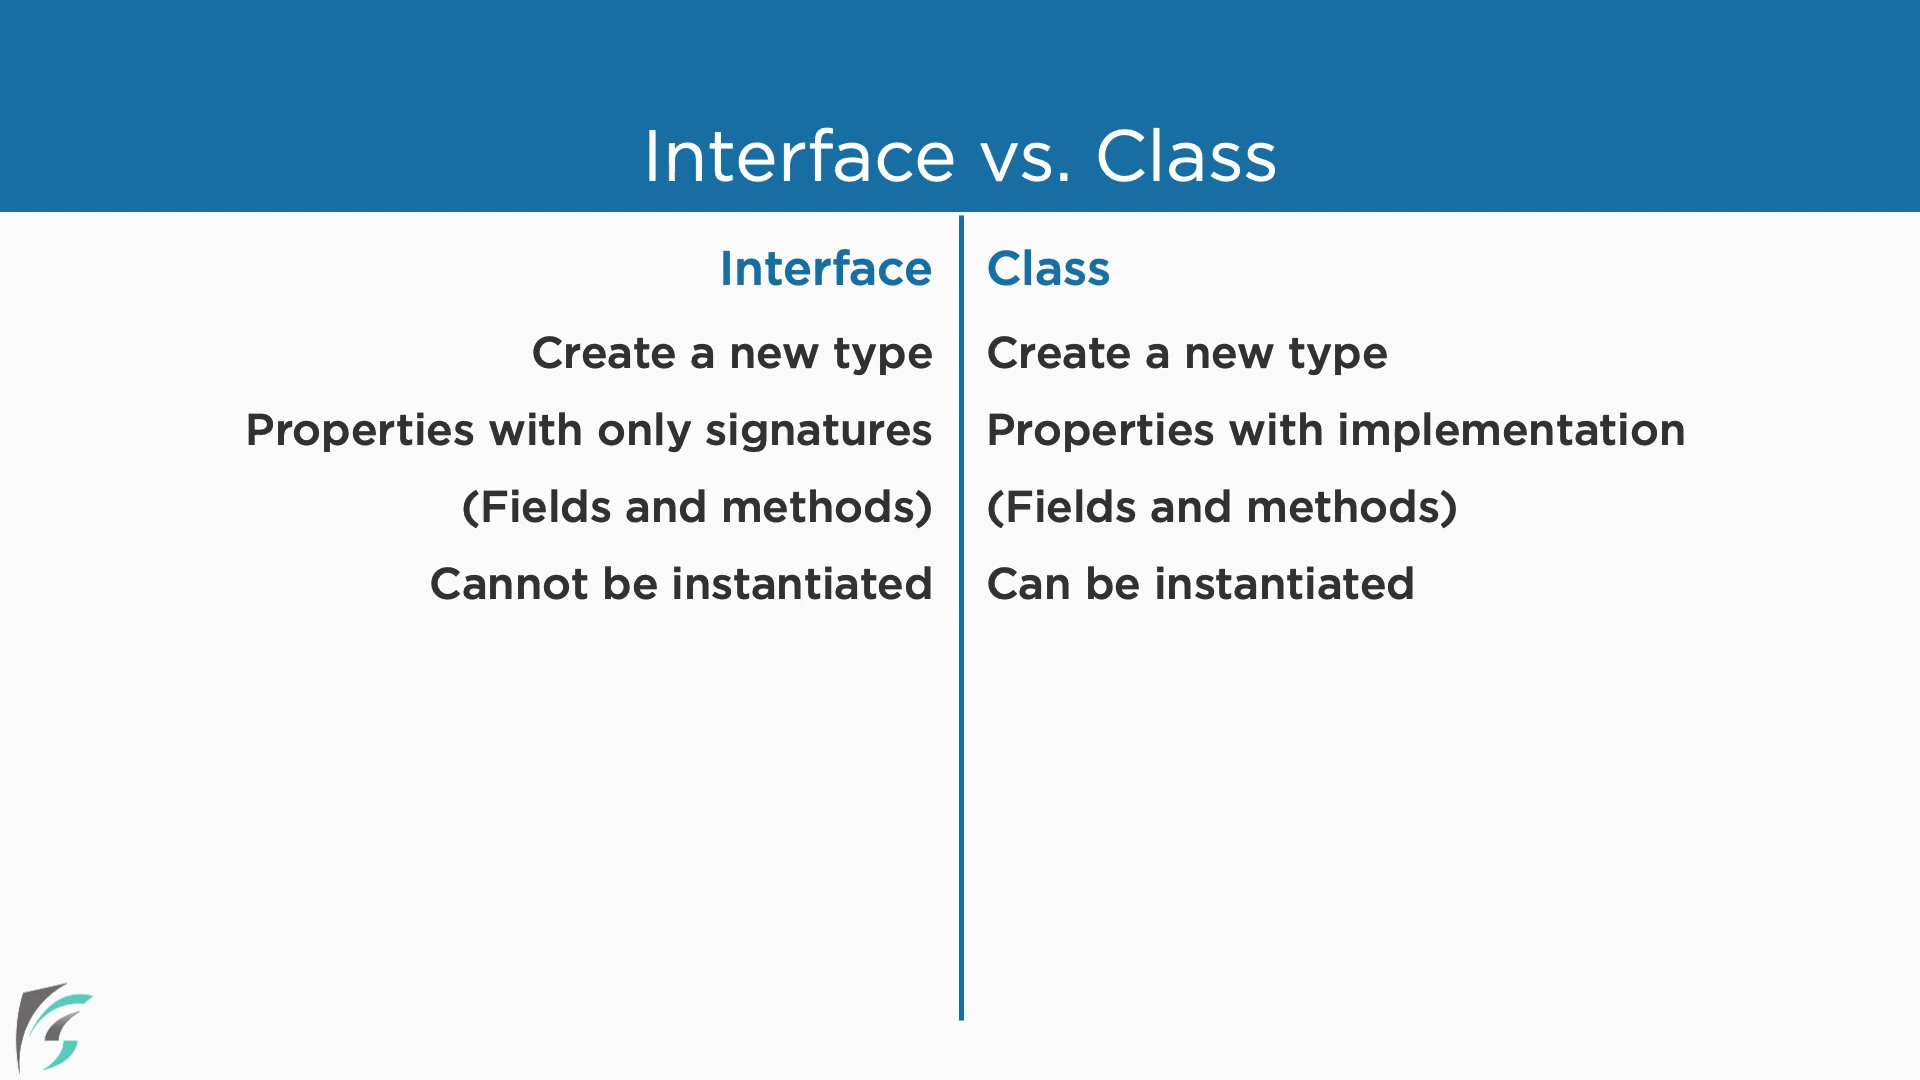 Interface vs. Class
Interface
Create a new type
Properties with only signatures
(Fields and methods)
Cannot be instantiated
Class
Create a new type
Properties with implementation
(Fields and methods)
Can be instantiated